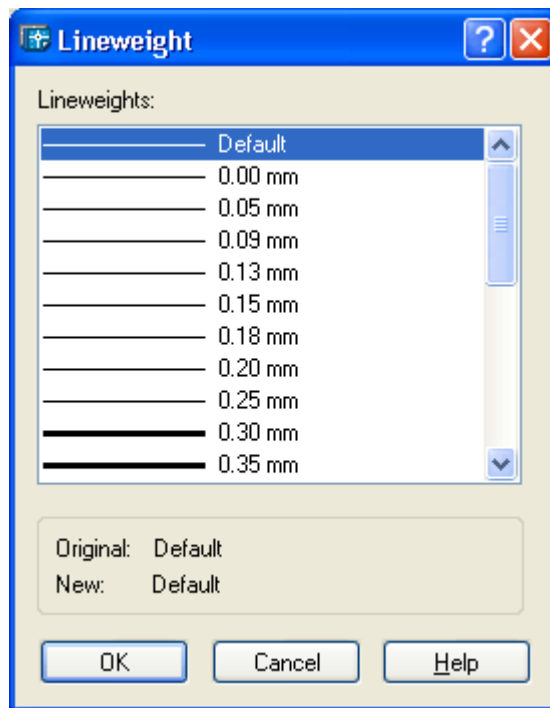 Lineweight
Lineweights:
Default
0.00 mm
0.05 mm
0.09 mm
0.13 mm
0.15 mm
0.18 mm
0.20 mm
0.25 mm
0.30 mm
0.35 mm
Original: Default
New: Default
OK Cancel Help